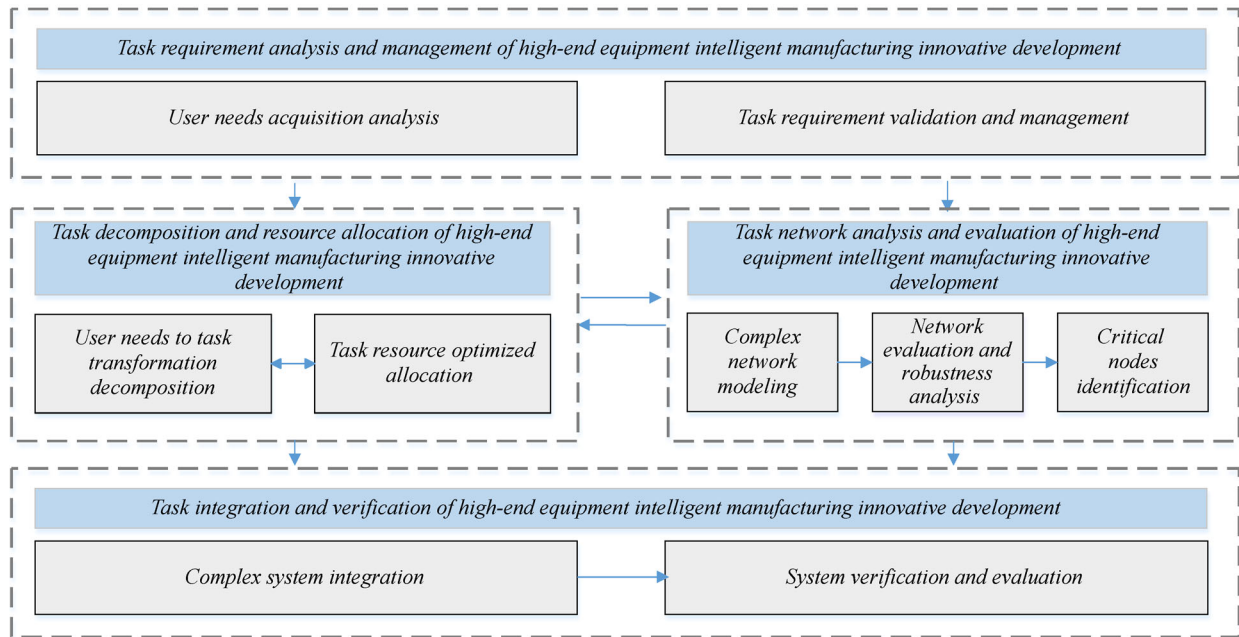 Task requirement analysis and management of high-end equipment intelligent manufacturing innovative development
User needs acquisition analysis
Task requirement validation and management
Task decomposition and resource allocation of high-end
equipment intelligent manufacturing innovative
development
User needs to task
transformation
decomposition
Task resource optimized
allocation
Task network analysis and evaluation of high-end
equipment intelligent manufacturing innovative
development
Complex
network
modeling
Network
evaluation and
robustness
analysis
Critical
nodes
identification
Task integration and verification of high-end equipment intelligent manufacturing innovative development
Complex system integration
System verification and evaluation